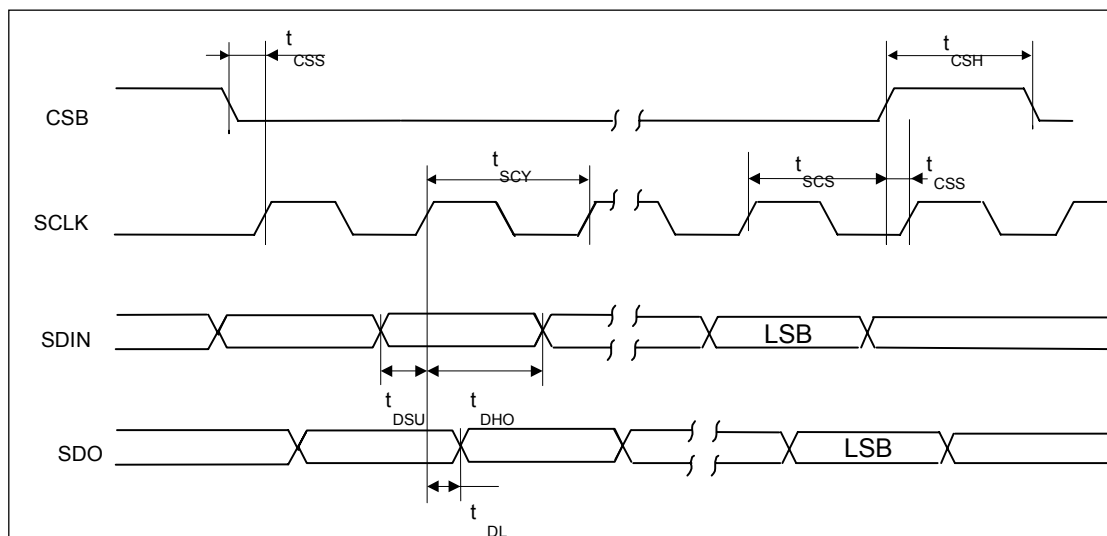 t CSS
t CSH
CSB
t SCY
t SCS
t CSS
SCLK
SDIN
LSB
t DSU
t DHO
SDO
LSB
t DL